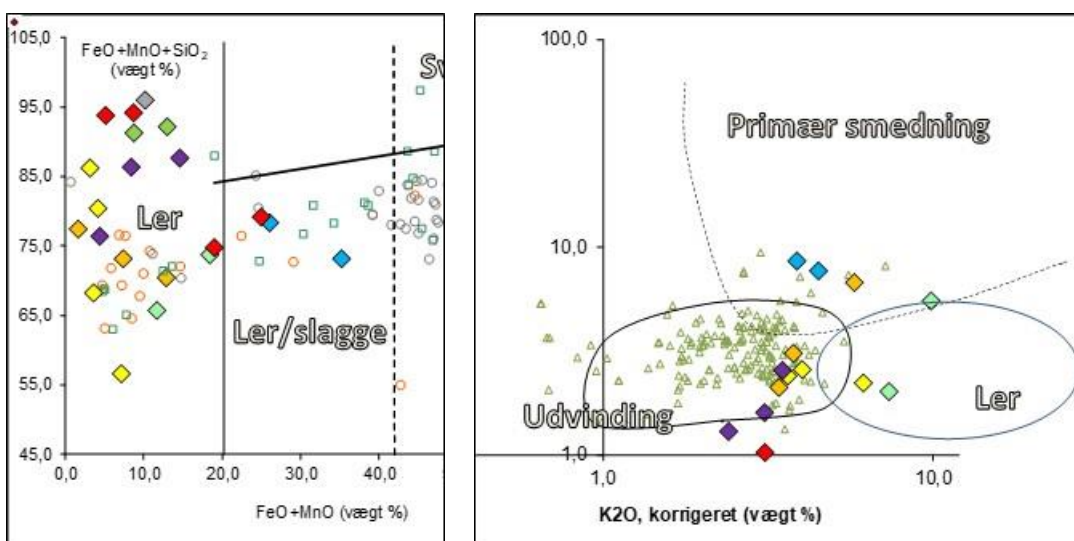 105,0
FeO+MnO+SiO₂
(vægt %)
95,0
85,0
Ler
75,0
65,0
Ler/slagge
55,0
45,0
0,0 10,0 20,0 30,0 40,0
FeO+MnO (vægt %)
100,0
Primær smedning
10,0
Udvinding
Ler
1,0
1,0 10,0
K2O, korrigeret (vægt %)